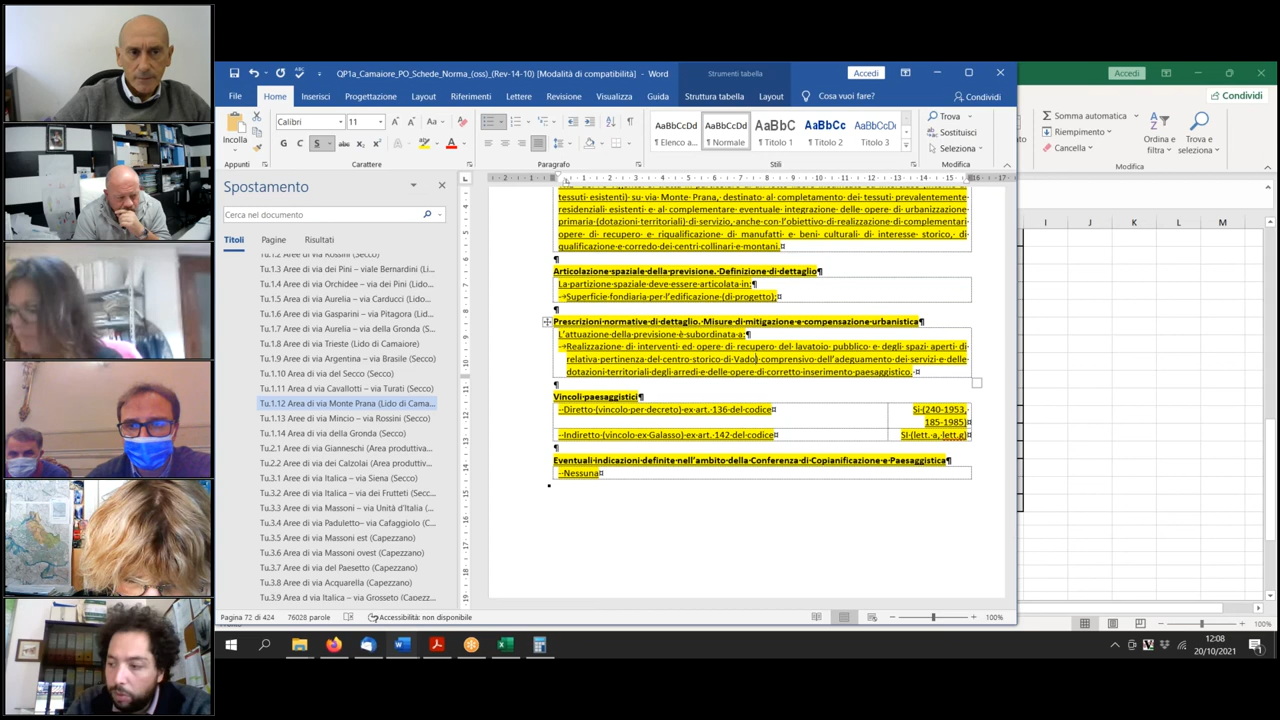 QP1a_Camaiore_PO_Schede_Norma_(oss)_(Rev-14-10) [Modalità di compatibilità] - Word
Strumenti tabella
Accedi
Accedi
File Home Inserisci Progettazione Layout Riferimenti Lettere Revisione Visualizza Guida Struttura tabella Layout Cosa vuoi fare? Condividi
Condividi
Incolla
Calibri 11
G C S abc x₂ x²
AaBbCcDd AaBbCcDd AaBbC AaBbCc AaBbCcDc
¶ Elenco a... ¶ Normale ¶ Titolo 1 ¶ Titolo 2 ¶ Titolo 3
Trova
Sostituisci
Seleziona
Appunti Carattere Paragrafo Stili Modifica
Somma automatica
Riempimento
Cancella
Ordina e filtra
Trova e seleziona
Modifica
I J K L M
Spostamento
Cerca nel documento
Titoli Pagine Risultati
Tu.1.2 Aree di via Rossini (Secco)
Tu.1.3 Aree di via dei Pini – viale Bernardini (Li...
Tu.1.4 Aree di via Orchidee – via dei Pini (Lido...
Tu.1.5 Aree di via Aurelia – via Carducci (Lido...
Tu.1.6 Aree di via Gasparini – via Pitagora (Lido...
Tu.1.7 Aree di via Aurelia – via della Gronda (S...
Tu.1.8 Aree di via Trieste (Lido Camaiore)
Tu.1.9 Area di via Argentina – via Brasile (Sec...
Tu.1.10 Area di via del Secco (Secco)
Tu.1.11 Area d via Cavallotti – via Turati (Secco)
Tu.1.12 Area di via Monte Prana (Lido di Cama...
Tu.1.13 Area di via Mincio – via Rossini (Secco)
Tu.1.14 Area di via della Gronda (Secco)
Tu.2.1 Area di via Gianneschi (Area produttiva...
Tu.2.2 Area di via dei Calzolai (Area produttiv...
Tu.3.1 Aree di via Italica – via Siena (Secco)
Tu.3.2 Area di via Italica – via dei Frutteti (Sec...
Tu.3.3 Aree di via Massoni – via Unità d'Italia (...
Tu.3.4 Area di via Paduletto– via Cafaggiolo (C...
Tu.3.5 Aree di via Massoni est (Capezzano)
Tu.3.6 Area di via Massoni ovest (Capezzano)
Tu.3.7 Area di via del Paesetto (Capezzano)
Tu.3.8 Area di via Acquarella (Capezzano)
Tu.3.9 Area d via Italica – via Grosseto (Capezz...
tessuti esistenti) su via Monte Prana, destinato al completamento dei tessuti prevalentemente
residenziali esistenti e al complementare eventuale integrazione delle opere di urbanizzazione
primaria (dotazioni territoriali) di servizio, anche con l'obiettivo di realizzazione di complementari
opere di recupero e riqualificazione di manufatti e beni culturali di interesse storico, di
qualificazione e corredo dei centri collinari e montani.¤
¶
Articolazione spaziale della previsione. Definizione di dettaglio¶
La partizione spaziale deve essere articolata in:¶
- →Superficie fondiaria per l'edificazione (di progetto);¤
¶
Prescrizioni normative di dettaglio. Misure di mitigazione e compensazione urbanistica¶
L'attuazione della previsione è subordinata a:¶
- →Realizzazione di interventi ed opere di recupero del lavatoio pubblico e degli spazi aperti di
relativa pertinenza del centro storico di Vado comprensivo dell'adeguamento dei servizi e delle
dotazioni territoriali degli arredi e delle opere di corretto inserimento paesaggistico. ¤
¶
Vincoli paesaggistici¶
- Diretto (vincolo per decreto) ex art. 136 del codice¤ Si (240-1953,
185-1985)¤
- Indiretto (vincolo ex Galasso) ex art. 142 del codice¤ SI (lett. a, lett.g)¤
¶
Eventuali indicazioni definite nell'ambito della Conferenza di Copianificazione e Paesaggistica¶
- Nessuna¤
Pagina 72 di 424 76028 parole Accessibilità: non disponibile 100%
100%
12:08
20/10/2021